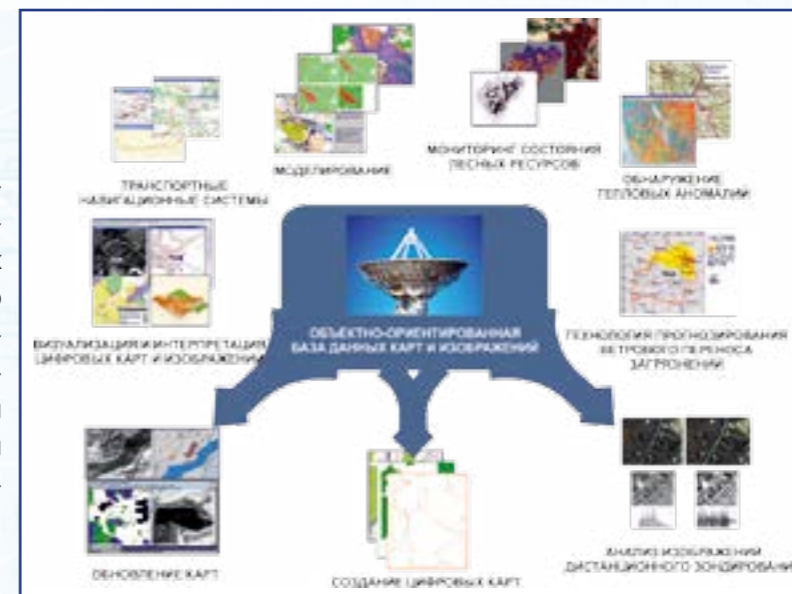 ТРАНСПОРТНЫЕ
НАВИГАЦИОННЫЕ СИСТЕМЫ
МОДЕЛИРОВАНИЕ
МОНИТОРИНГ СОСТОЯНИЯ
ЛЕСНЫХ РЕСУРСОВ
ОБНАРУЖЕНИЕ
ТЕПЛОВЫХ АНОМАЛИЙ
ВИЗУАЛИЗАЦИЯ И ИНТЕРПРЕТАЦИЯ
ЦИФРОВЫХ КАРТ И ИЗОБРАЖЕНИЙ
ОБЪЕКТНО-ОРИЕНТИРОВАННАЯ
БАЗА ДАННЫХ КАРТ И ИЗОБРАЖЕНИЙ
ТЕХНОЛОГИЯ ПРОГНОЗИРОВАНИЯ
ВЕТРОВОГО ПЕРЕНОСА
ЗАГРЯЗНЕНИЙ
ОБНОВЛЕНИЕ КАРТ
СОЗДАНИЕ ЦИФРОВЫХ КАРТ
АНАЛИЗ ИЗОБРАЖЕНИЙ
ДИСТАНЦИОННОГО ЗОНДИРОВАНИЯ